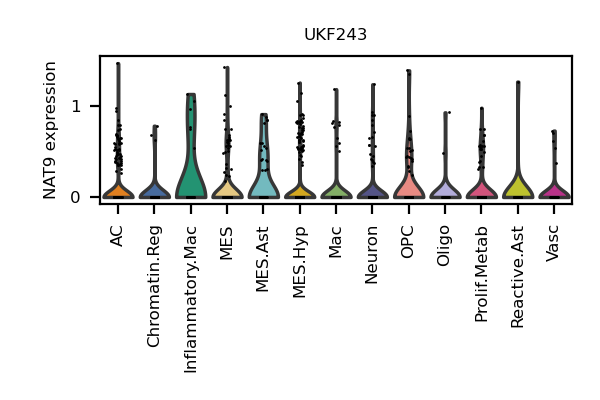 UKF243
NAT9 expression
1
0
AC
Chromatin.Reg
Inflammatory.Mac
MES
MES.Ast
MES.Hyp
Mac
Neuron
OPC
Oligo
Prolif.Metab
Reactive.Ast
Vasc